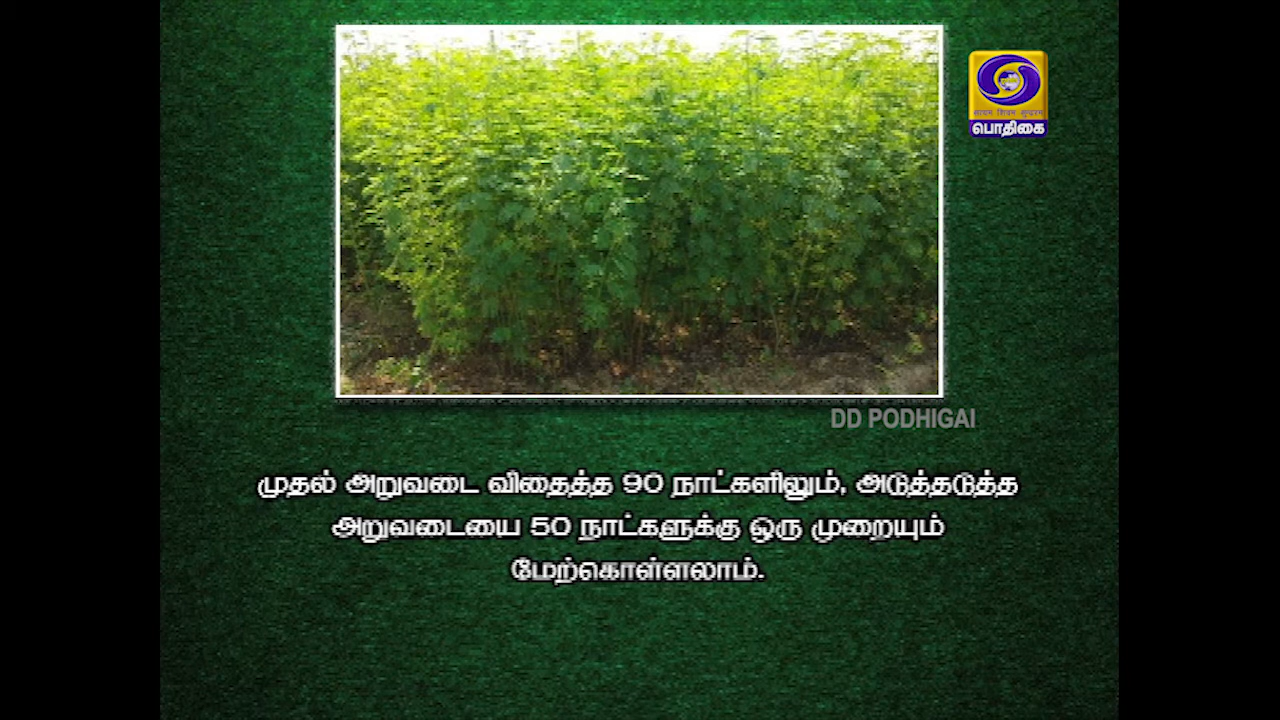 பொதிகை
DD PODHIGAI
முதல் அறுவடை விதைத்த 90 நாட்களிலும், அடுத்தடுத்த
அறுவடையை 50 நாட்களுக்கு ஒரு முறையும்
மேற்கொள்ளலாம்.